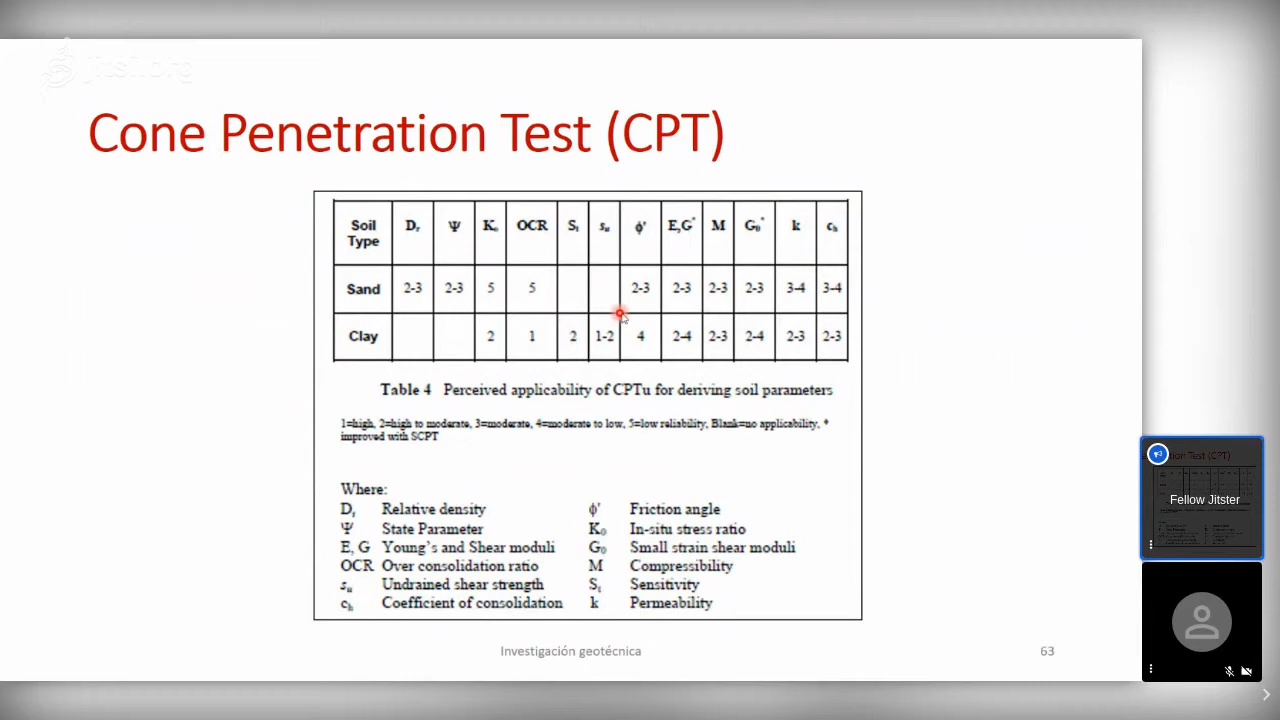 jitsi.org
Cone Penetration Test (CPT)
Soil Type Dr Ψ Ko OCR St su ϕ' E,G* M G0* k ch
Sand 2-3 2-3 5 5 2-3 2-3 2-3 2-3 3-4 3-4
Clay 2 1 2 1-2 4 2-4 2-3 2-4 2-3 2-3
Table 4 Perceived applicability of CPTu for deriving soil parameters
1=high, 2=high to moderate, 3=moderate, 4=moderate to low, 5=low reliability, Blank=no applicability, *
improved with SCPT
Where:
Dr Relative density ϕ' Friction angle
Ψ State Parameter K0 In-situ stress ratio
E, G Young's and Shear moduli G0 Small strain shear moduli
OCR Over consolidation ratio M Compressibility
su Undrained shear strength St Sensitivity
ch Coefficient of consolidation k Permeability
Investigación geotécnica 63
Fellow Jitster